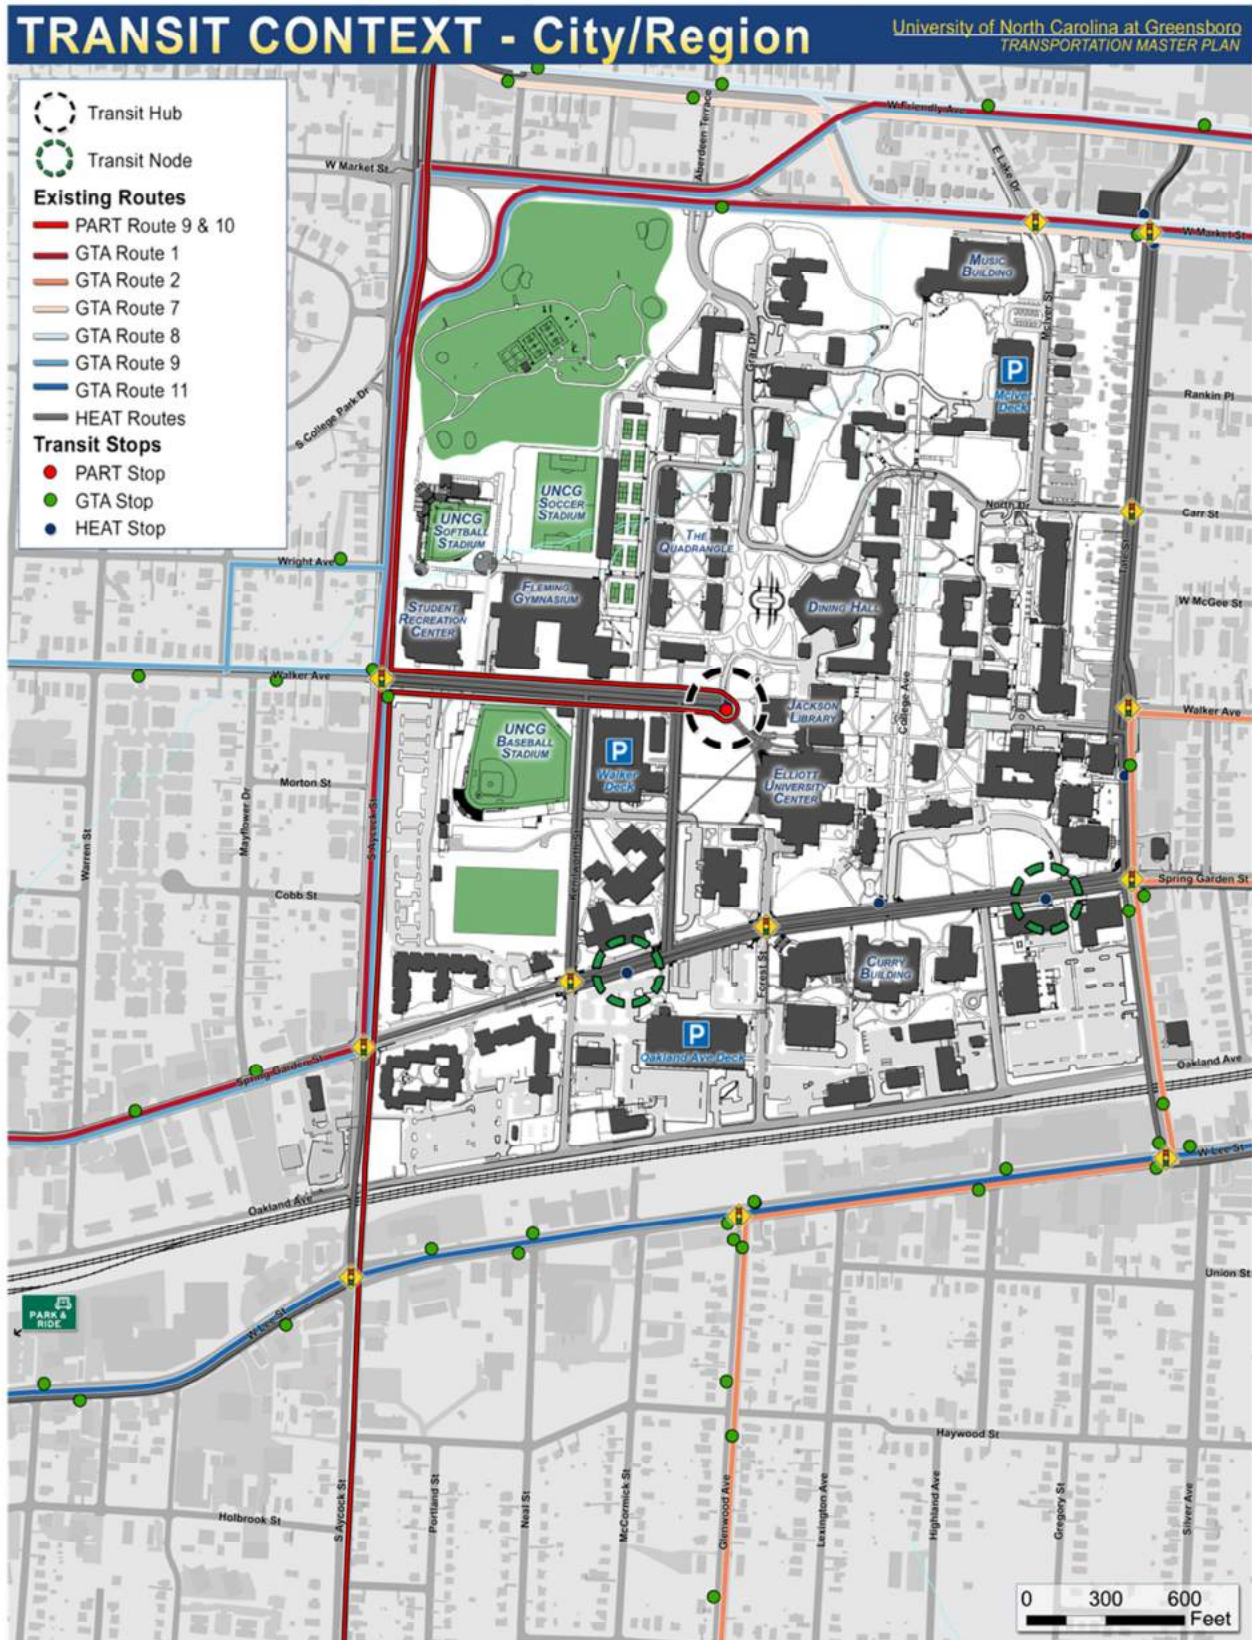 TRANSIT CONTEXT - City/Region
University of North Carolina at Greensboro
TRANSPORTATION MASTER PLAN
Transit Hub
Transit Node
Existing Routes
PART Route 9 & 10
GTA Route 1
GTA Route 2
GTA Route 7
GTA Route 8
GTA Route 9
GTA Route 11
HEAT Routes
Transit Stops
PART Stop
GTA Stop
HEAT Stop
W Friendly Ave
Aberdeen Terrace
E Lake Dr
W Market St
W Market St
MUSIC
BUILDING
McIver St
Gray Dr
P
McIver
Deck
Rankin Pl
S College Park Dr
UNCG
SOCCER
STADIUM
UNCG
SOFTBALL
STADIUM
THE
QUADRANGLE
North Dr
Carr St
Tate St
Wright Ave
FLEMING
GYMNASIUM
STUDENT
RECREATION
CENTER
DINING HALL
W McGee St
Walker Ave
College Ave
JACKSON
LIBRARY
Walker Ave
UNCG
BASEBALL
STADIUM
P
Walker
Deck
ELLIOTT
UNIVERSITY
CENTER
Morton St
Mayflower Dr
Warren St
S Aycock St
Kenilworth St
Cobb St
Spring Garden St
CURRY
BUILDING
Forest St
P
Oakland Ave Deck
Spring Garden St
Oakland Ave
Oakland Ave
W Lee St
Union St
PARK &
RIDE
W Lee St
Haywood St
Holbrook St
S Aycock St
Portland St
Neal St
McCormick St
Glenwood Ave
Lexington Ave
Highland Ave
Gregory St
Silver Ave
0 300 600
Feet